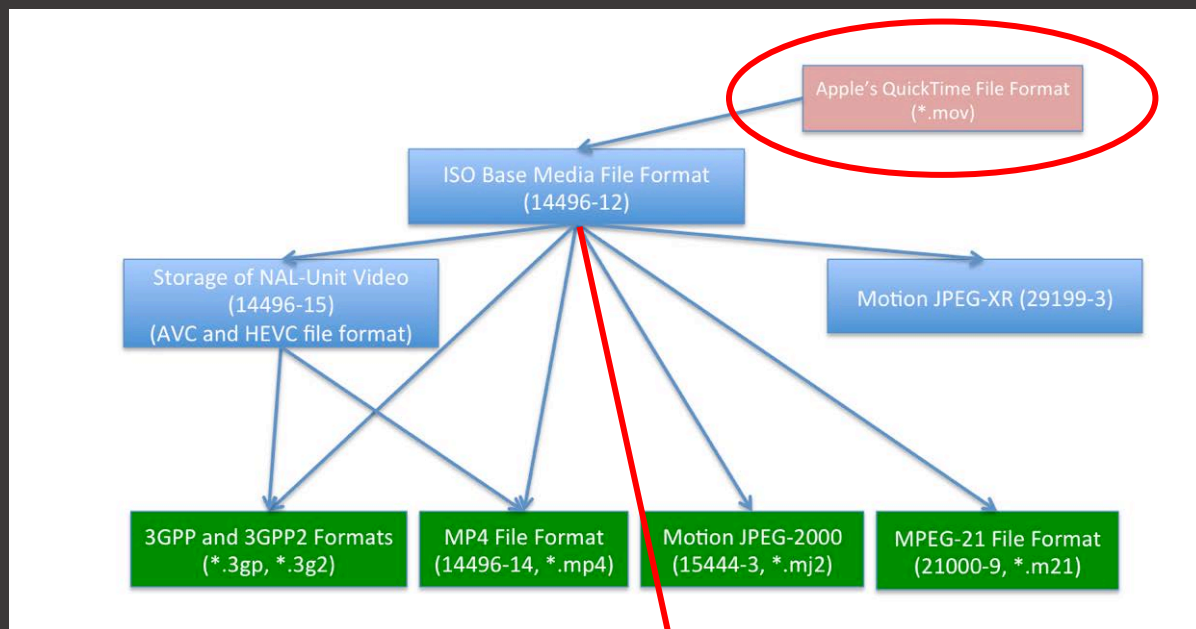 Apple's QuickTime File Format
(*.mov)
ISO Base Media File Format
(14496-12)
Storage of NAL-Unit Video
(14496-15)
(AVC and HEVC file format)
Motion JPEG-XR (29199-3)
3GPP and 3GPP2 Formats
(*.3gp, *.3g2)
MP4 File Format
(14496-14, *.mp4)
Motion JPEG-2000
(15444-3, *.mj2)
MPEG-21 File Format
(21000-9, *.m21)